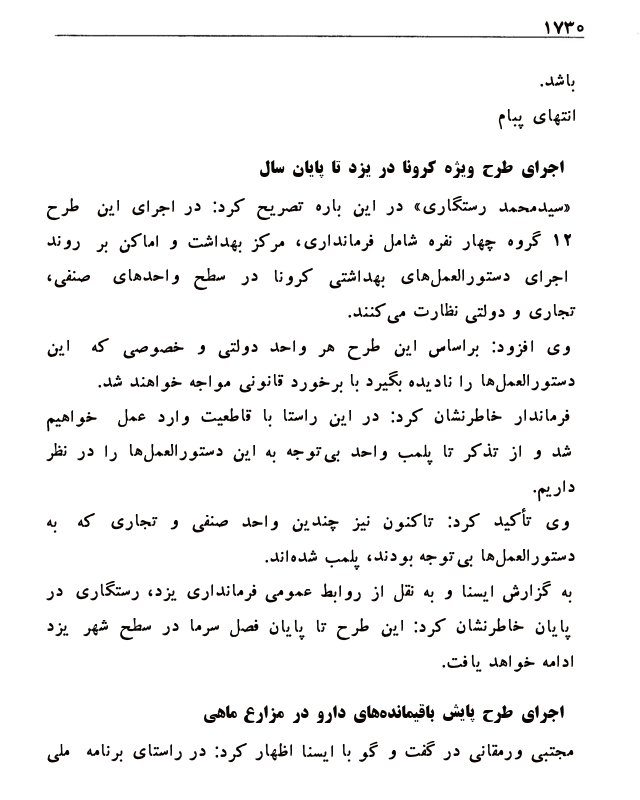 ۱۷۳۰
باشد.
انتهای پیام
اجرای طرح ویژه کرونا در یزد تا پایان سال
«سیدمحمد رستگاری» در این باره تصریح کرد: در اجرای این طرح
۱۲ گروه چهار نفره شامل فرمانداری، مرکز بهداشت و اماکن بر روند
اجرای دستورالعمل‌های بهداشتی کرونا در سطح واحدهای صنفی،
تجاری و دولتی نظارت می‌کنند.
وی افزود: براساس این طرح هر واحد دولتی و خصوصی که این
دستورالعمل‌ها را نادیده بگیرد با برخورد قانونی مواجه خواهند شد.
فرماندار خاطرنشان کرد: در این راستا با قاطعیت وارد عمل خواهیم
شد و از تذکر تا پلمب واحد بی‌توجه به این دستورالعمل‌ها را در نظر
داریم.
وی تأکید کرد: تاکنون نیز چندین واحد صنفی و تجاری که به
دستورالعمل‌ها بی‌توجه بودند، پلمب شده‌اند.
به گزارش ایسنا و به نقل از روابط عمومی فرمانداری یزد، رستگاری در
پایان خاطرنشان کرد: این طرح تا پایان فصل سرما در سطح شهر یزد
ادامه خواهد یافت.
اجرای طرح پایش باقیمانده‌های دارو در مزارع ماهی
مجتبی ورمقانی در گفت و گو با ایسنا اظهار کرد: در راستای برنامه ملی